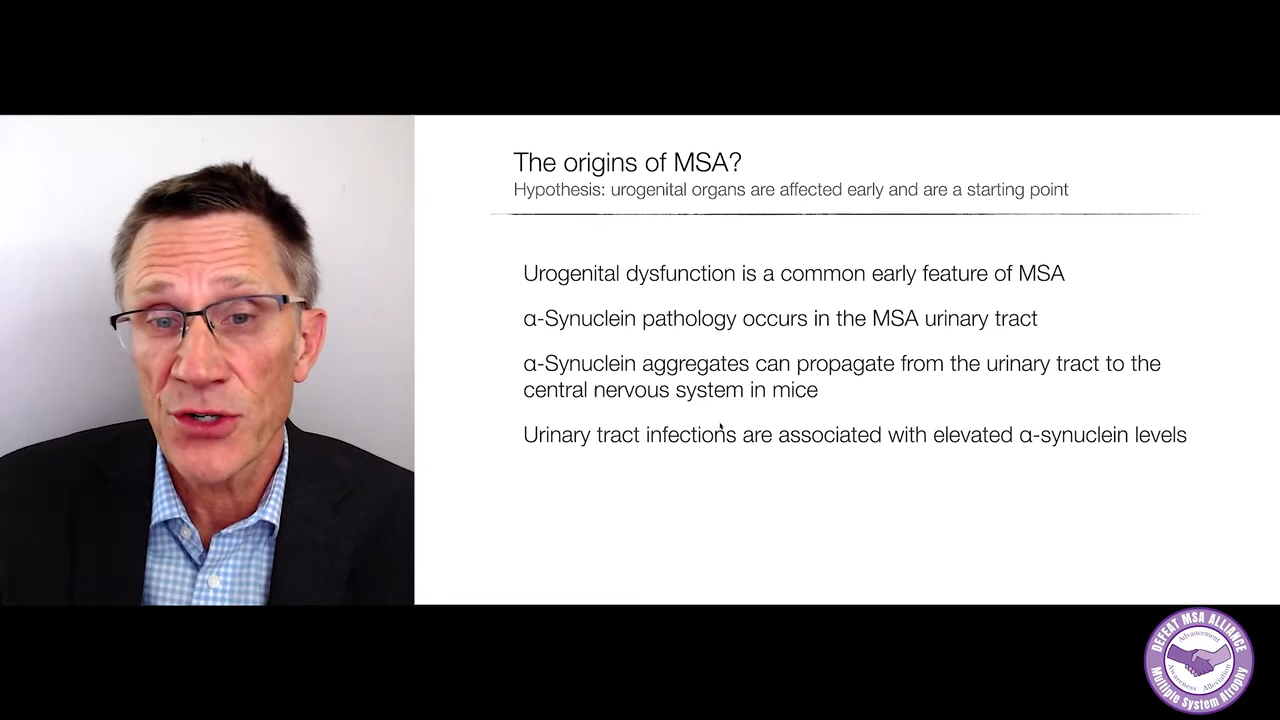 The origins of MSA?
Hypothesis: urogenital organs are affected early and are a starting point
Urogenital dysfunction is a common early feature of MSA
α-Synuclein pathology occurs in the MSA urinary tract
α-Synuclein aggregates can propagate from the urinary tract to the
central nervous system in mice
Urinary tract infections are associated with elevated α-synuclein levels
DEFEAT MSA ALLIANCE
Advancement
Awareness Alleviation
Multiple System Atrophy